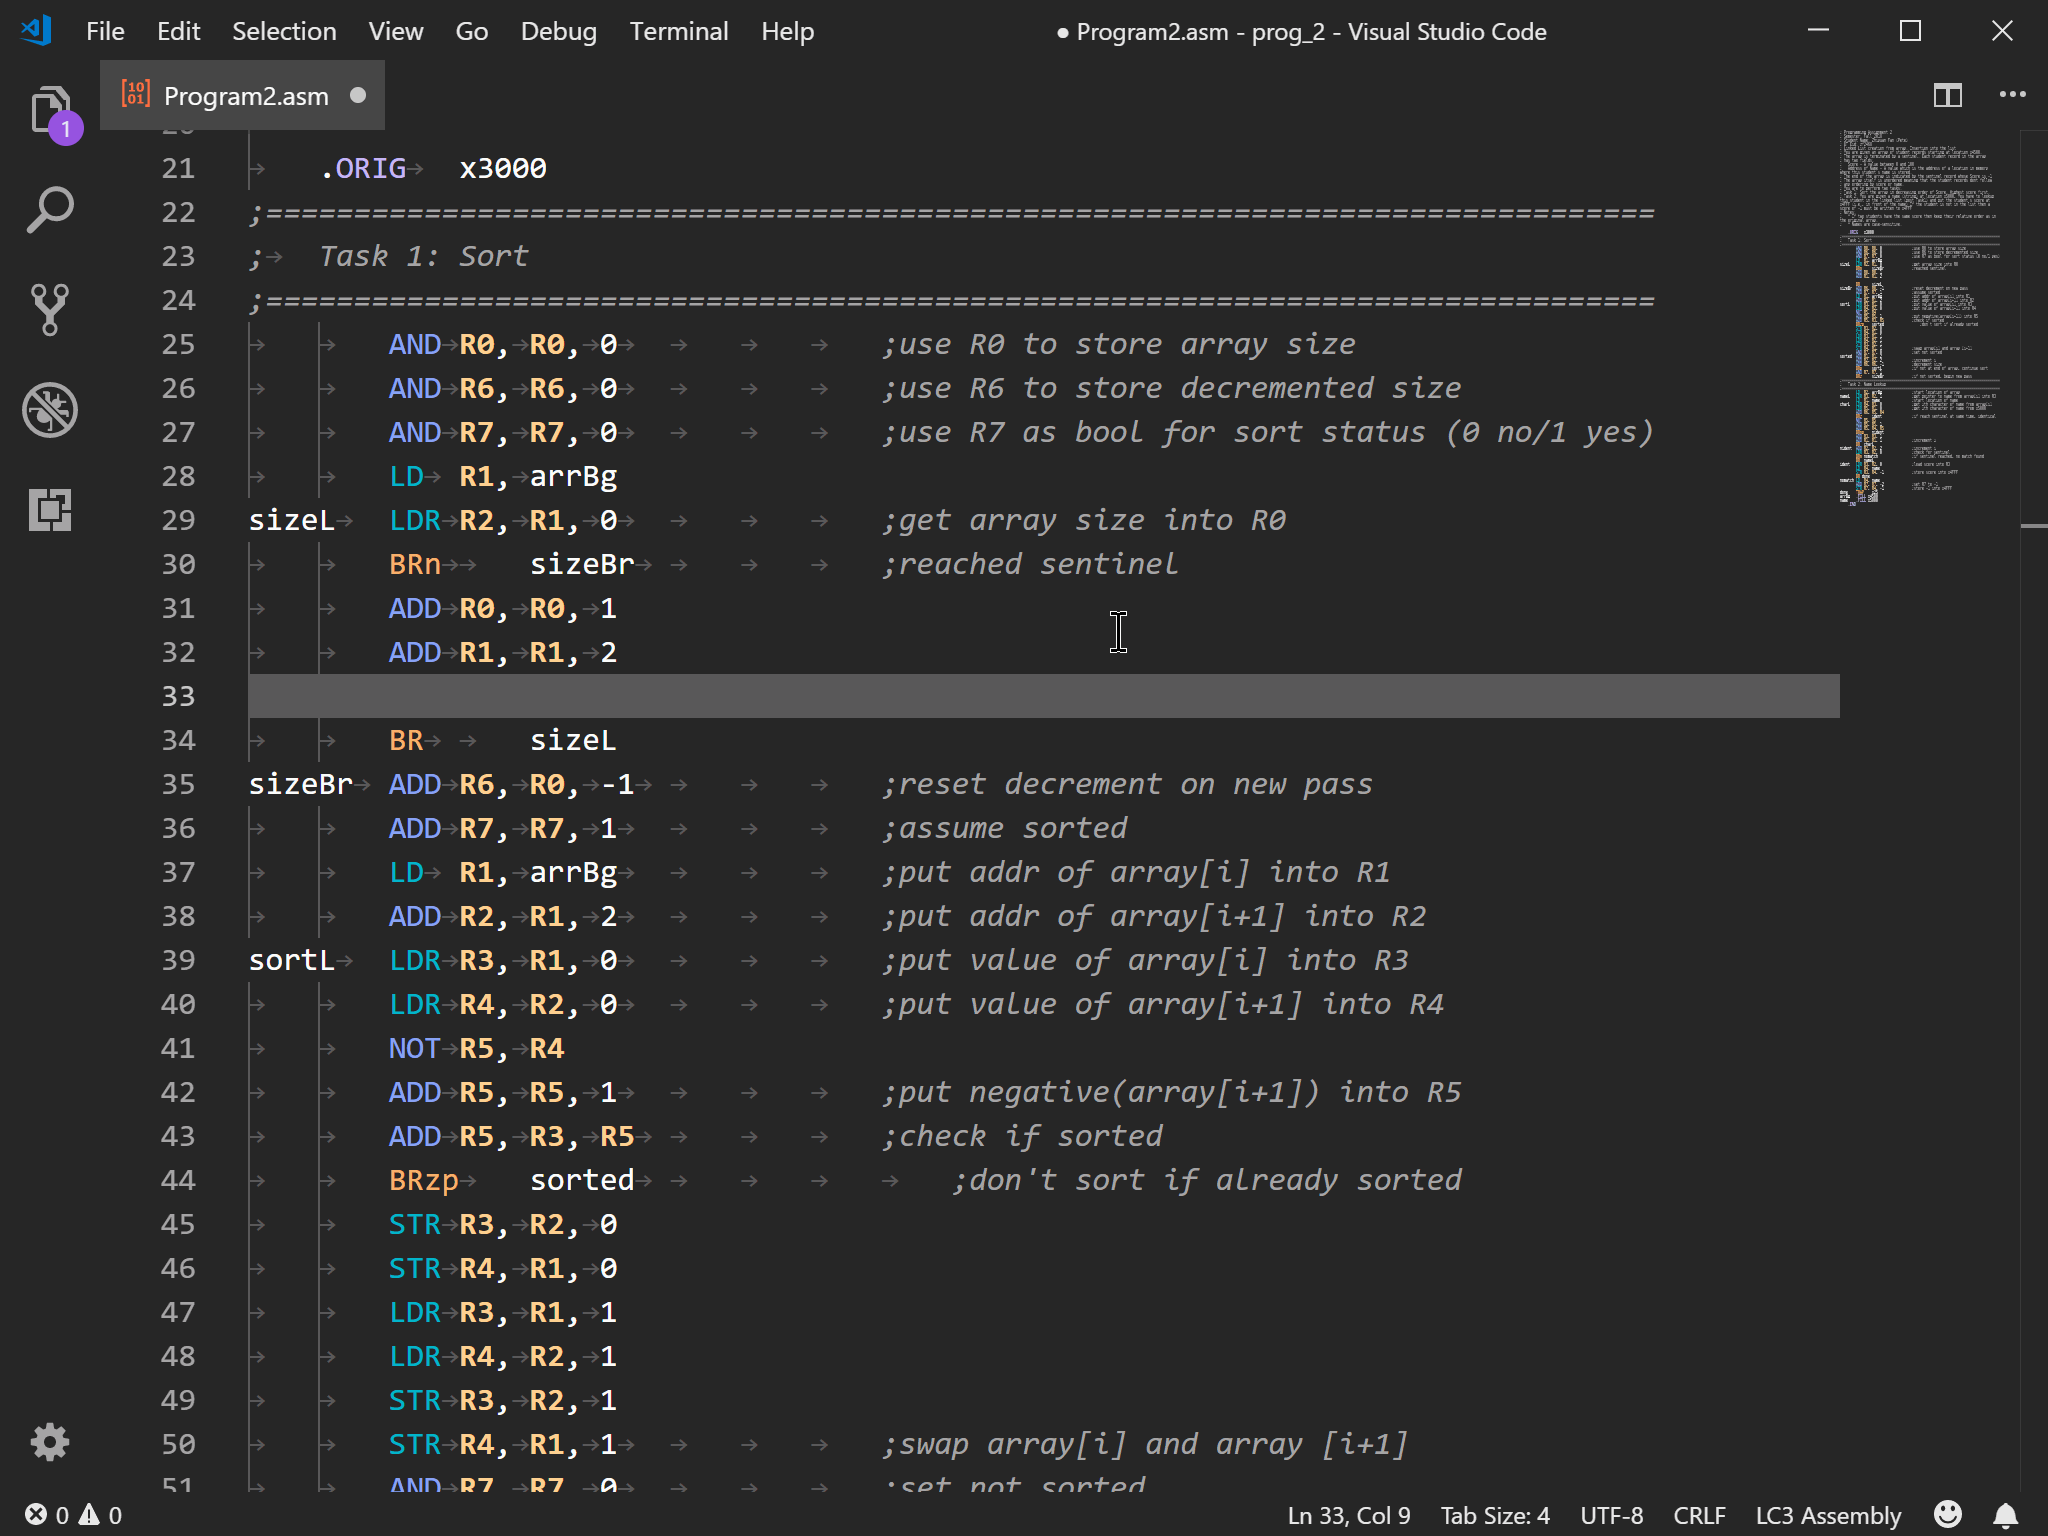 File Edit Selection View Go Debug Terminal Help ● Program2.asm - prog_2 - Visual Studio Code
Program2.asm
1
21 .ORIG x3000
22 ;===============================================================================
23 ; Task 1: Sort
24 ;===============================================================================
25 AND R0, R0, 0 ;use R0 to store array size
26 AND R6, R6, 0 ;use R6 to store decremented size
27 AND R7, R7, 0 ;use R7 as bool for sort status (0 no/1 yes)
28 LD R1, arrBg
29 sizeL LDR R2, R1, 0 ;get array size into R0
30 BRn sizeBr ;reached sentinel
31 ADD R0, R0, 1
32 ADD R1, R1, 2
33
34 BR sizeL
35 sizeBr ADD R6, R0, -1 ;reset decrement on new pass
36 ADD R7, R7, 1 ;assume sorted
37 LD R1, arrBg ;put addr of array[i] into R1
38 ADD R2, R1, 2 ;put addr of array[i+1] into R2
39 sortL LDR R3, R1, 0 ;put value of array[i] into R3
40 LDR R4, R2, 0 ;put value of array[i+1] into R4
41 NOT R5, R4
42 ADD R5, R5, 1 ;put negative(array[i+1]) into R5
43 ADD R5, R3, R5 ;check if sorted
44 BRzp sorted ;don't sort if already sorted
45 STR R3, R2, 0
46 STR R4, R1, 0
47 LDR R3, R1, 1
48 LDR R4, R2, 1
49 STR R3, R2, 1
50 STR R4, R1, 1 ;swap array[i] and array [i+1]
51 AND R7, R7, 0 ;set not sorted
0 0 Ln 33, Col 9 Tab Size: 4 UTF-8 CRLF LC3 Assembly